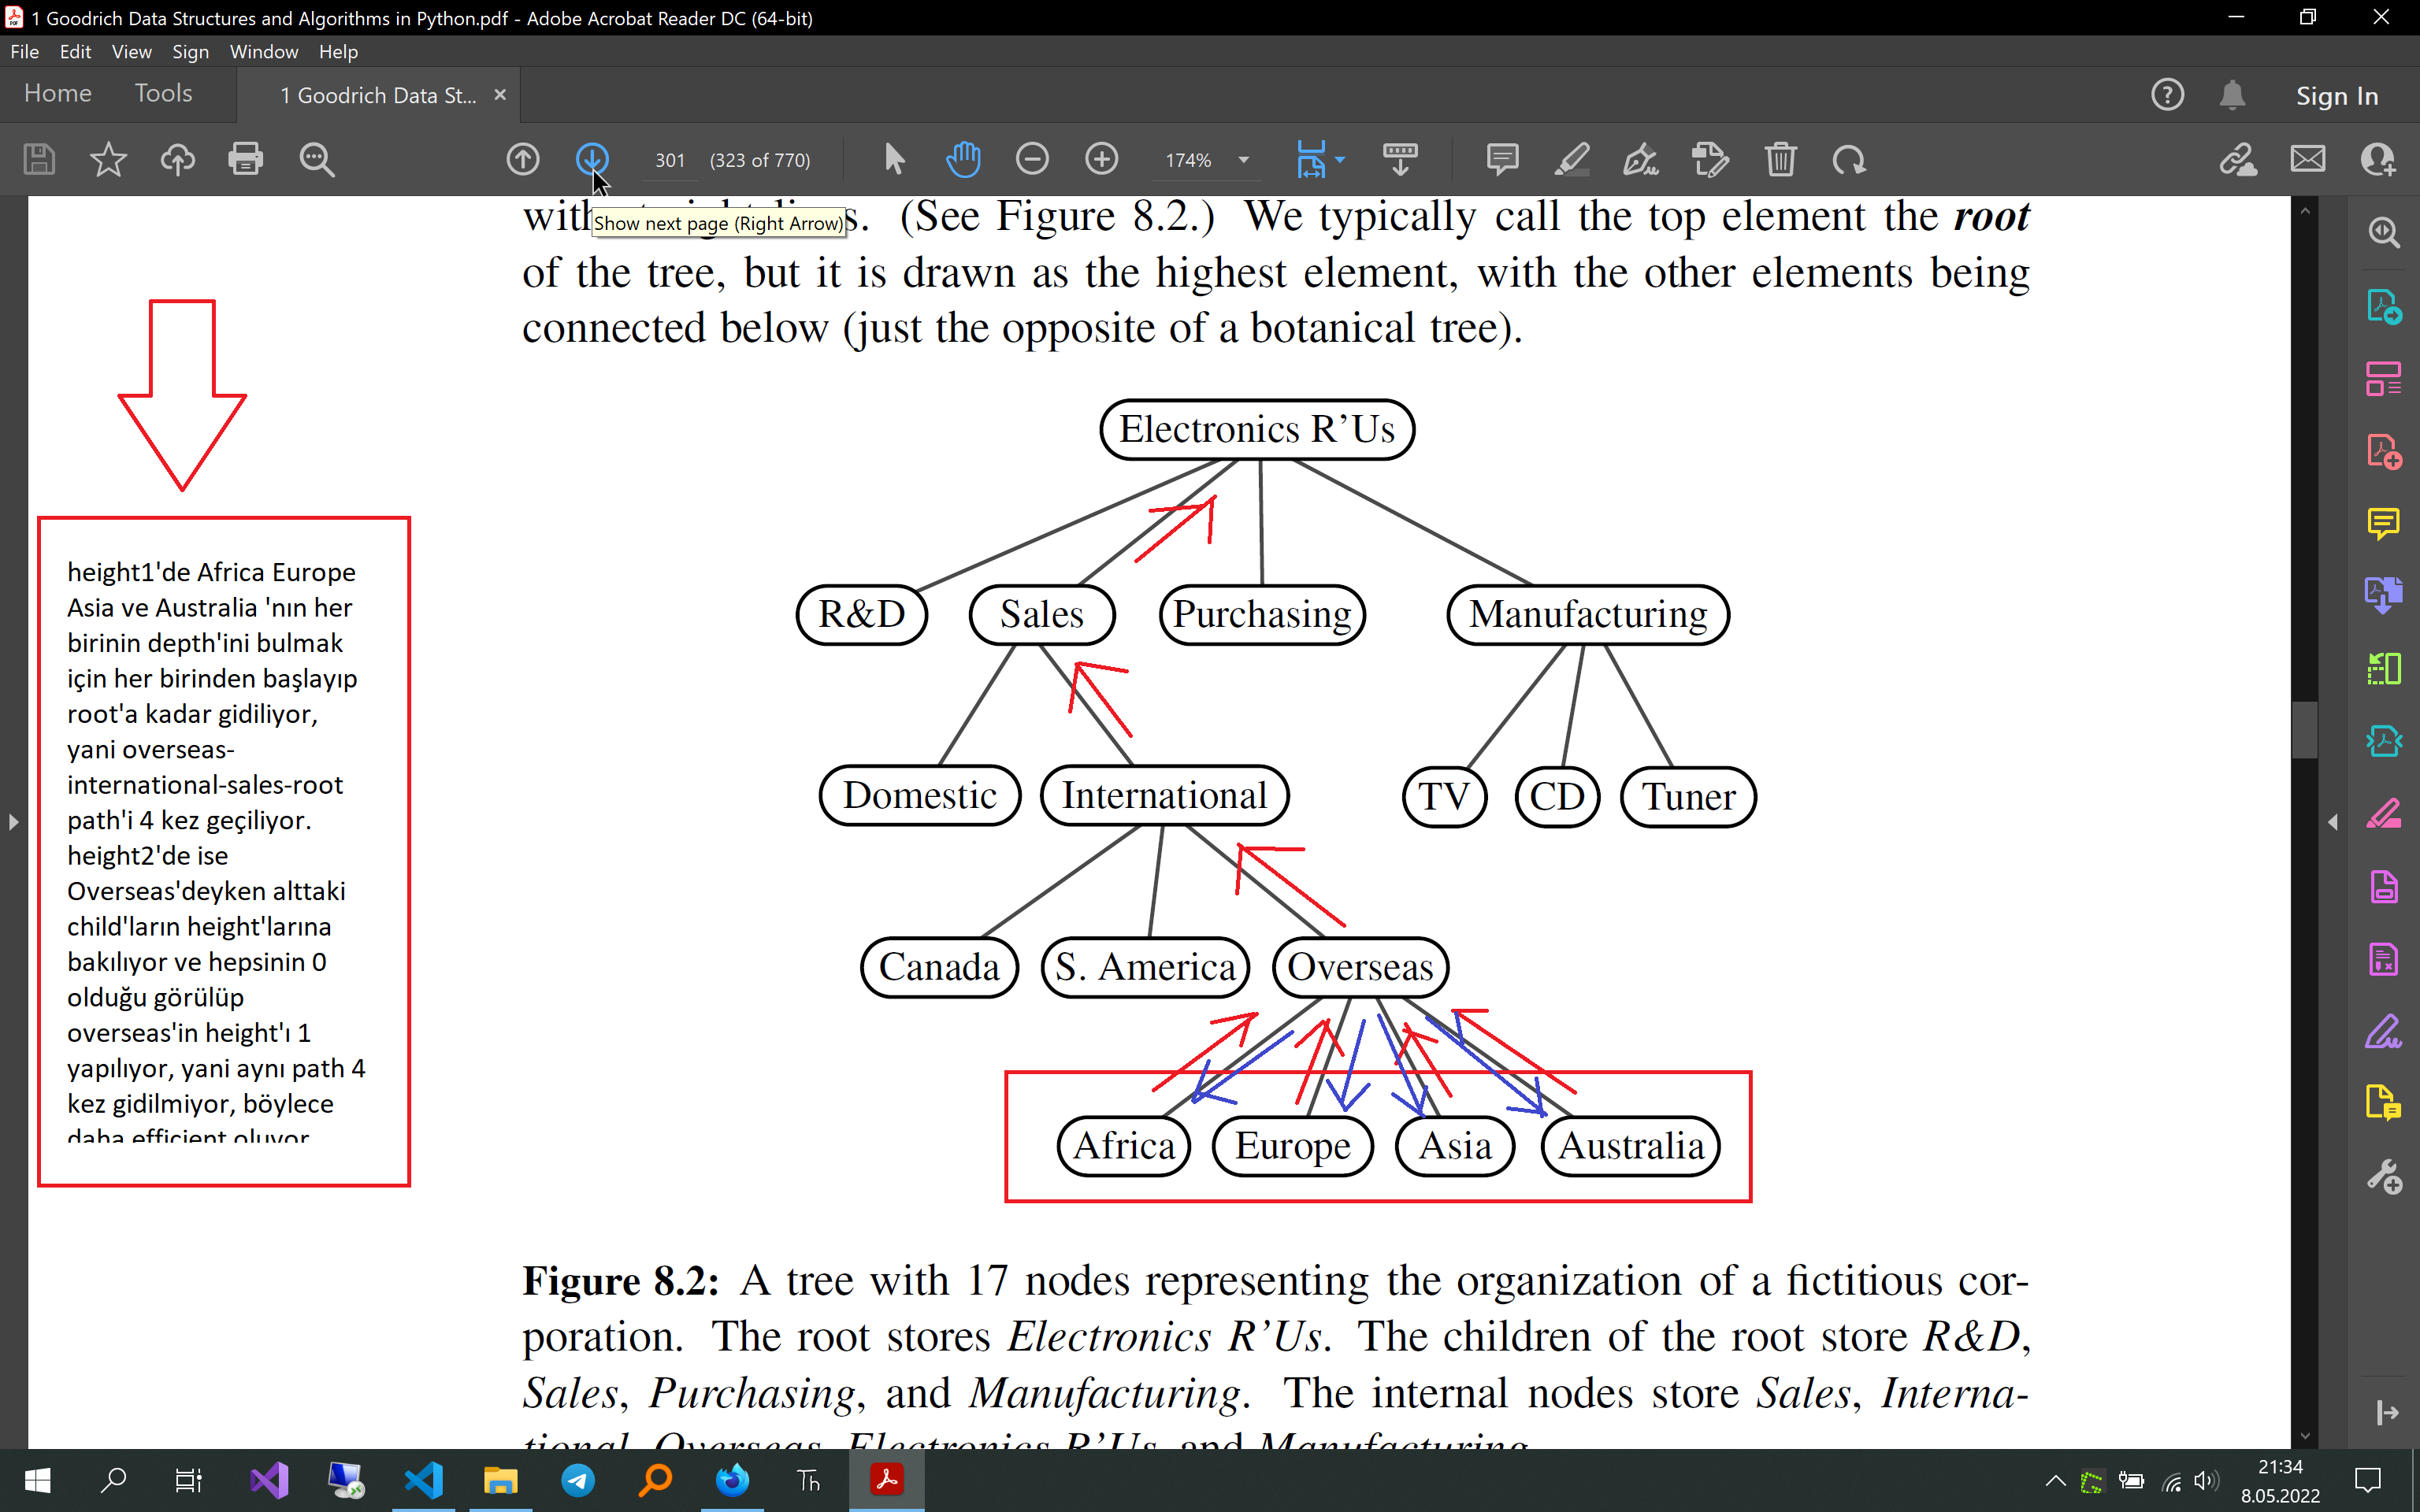 1 Goodrich Data Structures and Algorithms in Python.pdf - Adobe Acrobat Reader DC (64-bit)
File Edit View Sign Window Help
Home Tools 1 Goodrich Data St... × Sign In
301 (323 of 770) 174%
Show next page (Right Arrow)
(See Figure 8.2.) We typically call the top element the root
of the tree, but it is drawn as the highest element, with the other elements being
connected below (just the opposite of a botanical tree).
height1'de Africa Europe
Asia ve Australia 'nın her
birinin depth'ini bulmak
için her birinden başlayıp
root'a kadar gidiliyor,
yani overseas-
international-sales-root
path'i 4 kez geçiliyor.
height2'de ise
Overseas'deyken alttaki
child'ların height'larına
bakılıyor ve hepsinin 0
olduğu görülüp
overseas'in height'ı 1
yapılıyor, yani aynı path 4
kez gidilmiyor, böylece
daha efficient oluyor
Electronics R'Us
R&D Sales Purchasing Manufacturing
Domestic International TV CD Tuner
Canada S. America Overseas
Africa Europe Asia Australia
Figure 8.2: A tree with 17 nodes representing the organization of a fictitious cor-
poration. The root stores Electronics R'Us. The children of the root store R&D,
Sales, Purchasing, and Manufacturing. The internal nodes store Sales, Interna-
tional, Overseas, Electronics R'Us, and Manufacturing.
Th
21:34
8.05.2022